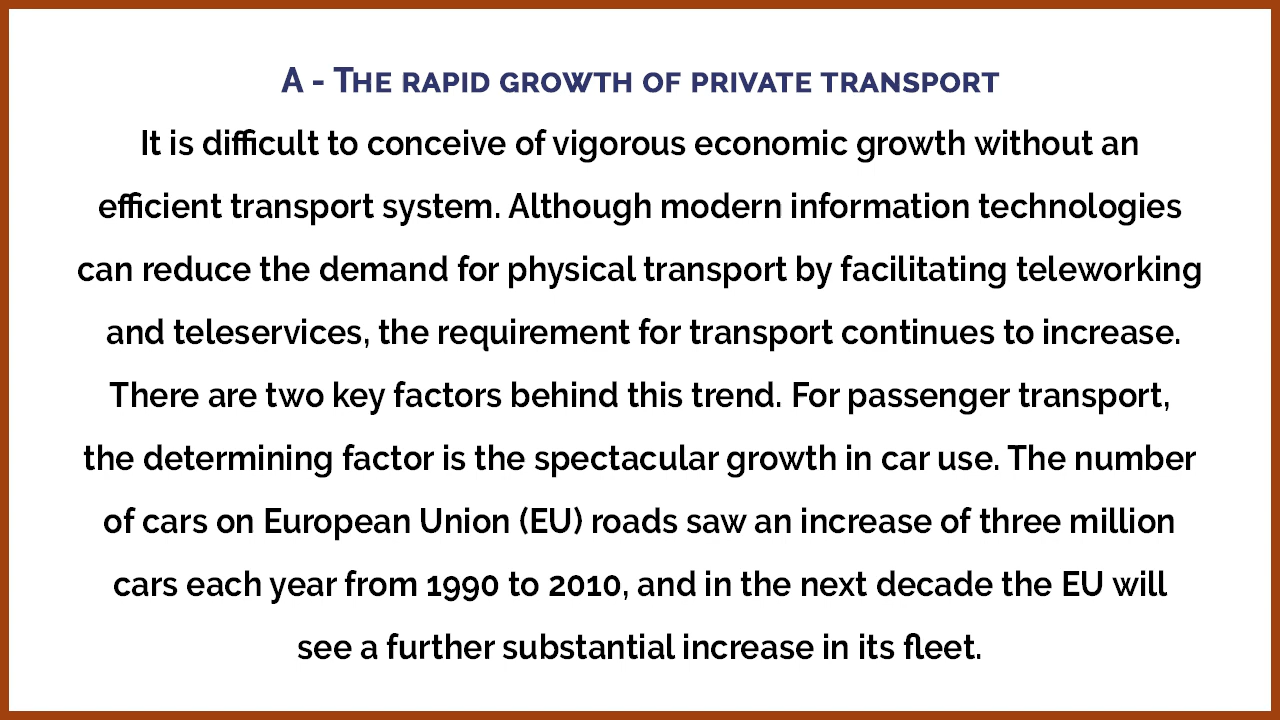 A - The rapid growth of private transport
It is difficult to conceive of vigorous economic growth without an
efficient transport system. Although modern information technologies
can reduce the demand for physical transport by facilitating teleworking
and teleservices, the requirement for transport continues to increase.
There are two key factors behind this trend. For passenger transport,
the determining factor is the spectacular growth in car use. The number
of cars on European Union (EU) roads saw an increase of three million
cars each year from 1990 to 2010, and in the next decade the EU will
see a further substantial increase in its fleet.